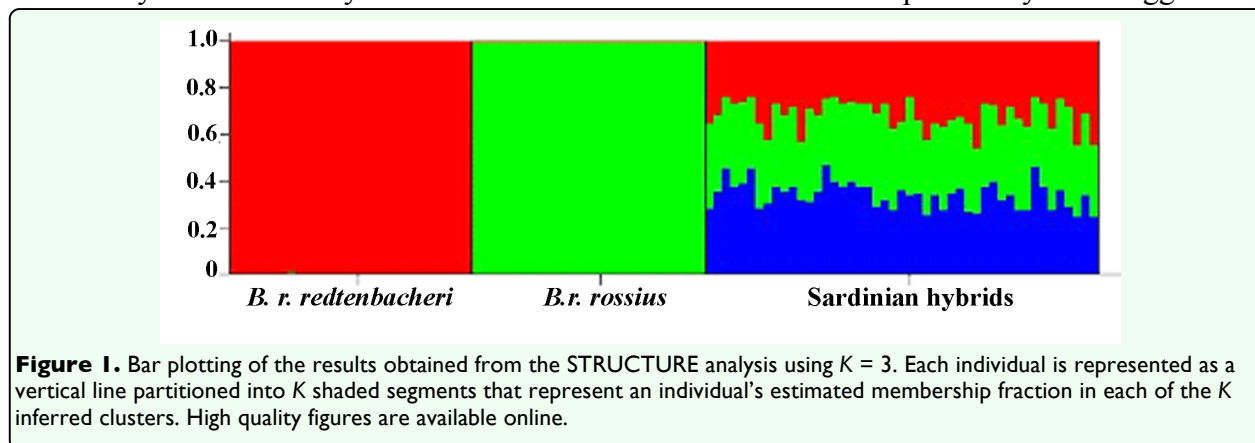 1.0
0.8
0.6
0.4
0.2
0
B. r. redtenbacheri B.r. rossius Sardinian hybrids
Figure 1. Bar plotting of the results obtained from the STRUCTURE analysis using K = 3. Each individual is represented as a
vertical line partitioned into K shaded segments that represent an individual's estimated membership fraction in each of the K
inferred clusters. High quality figures are available online.